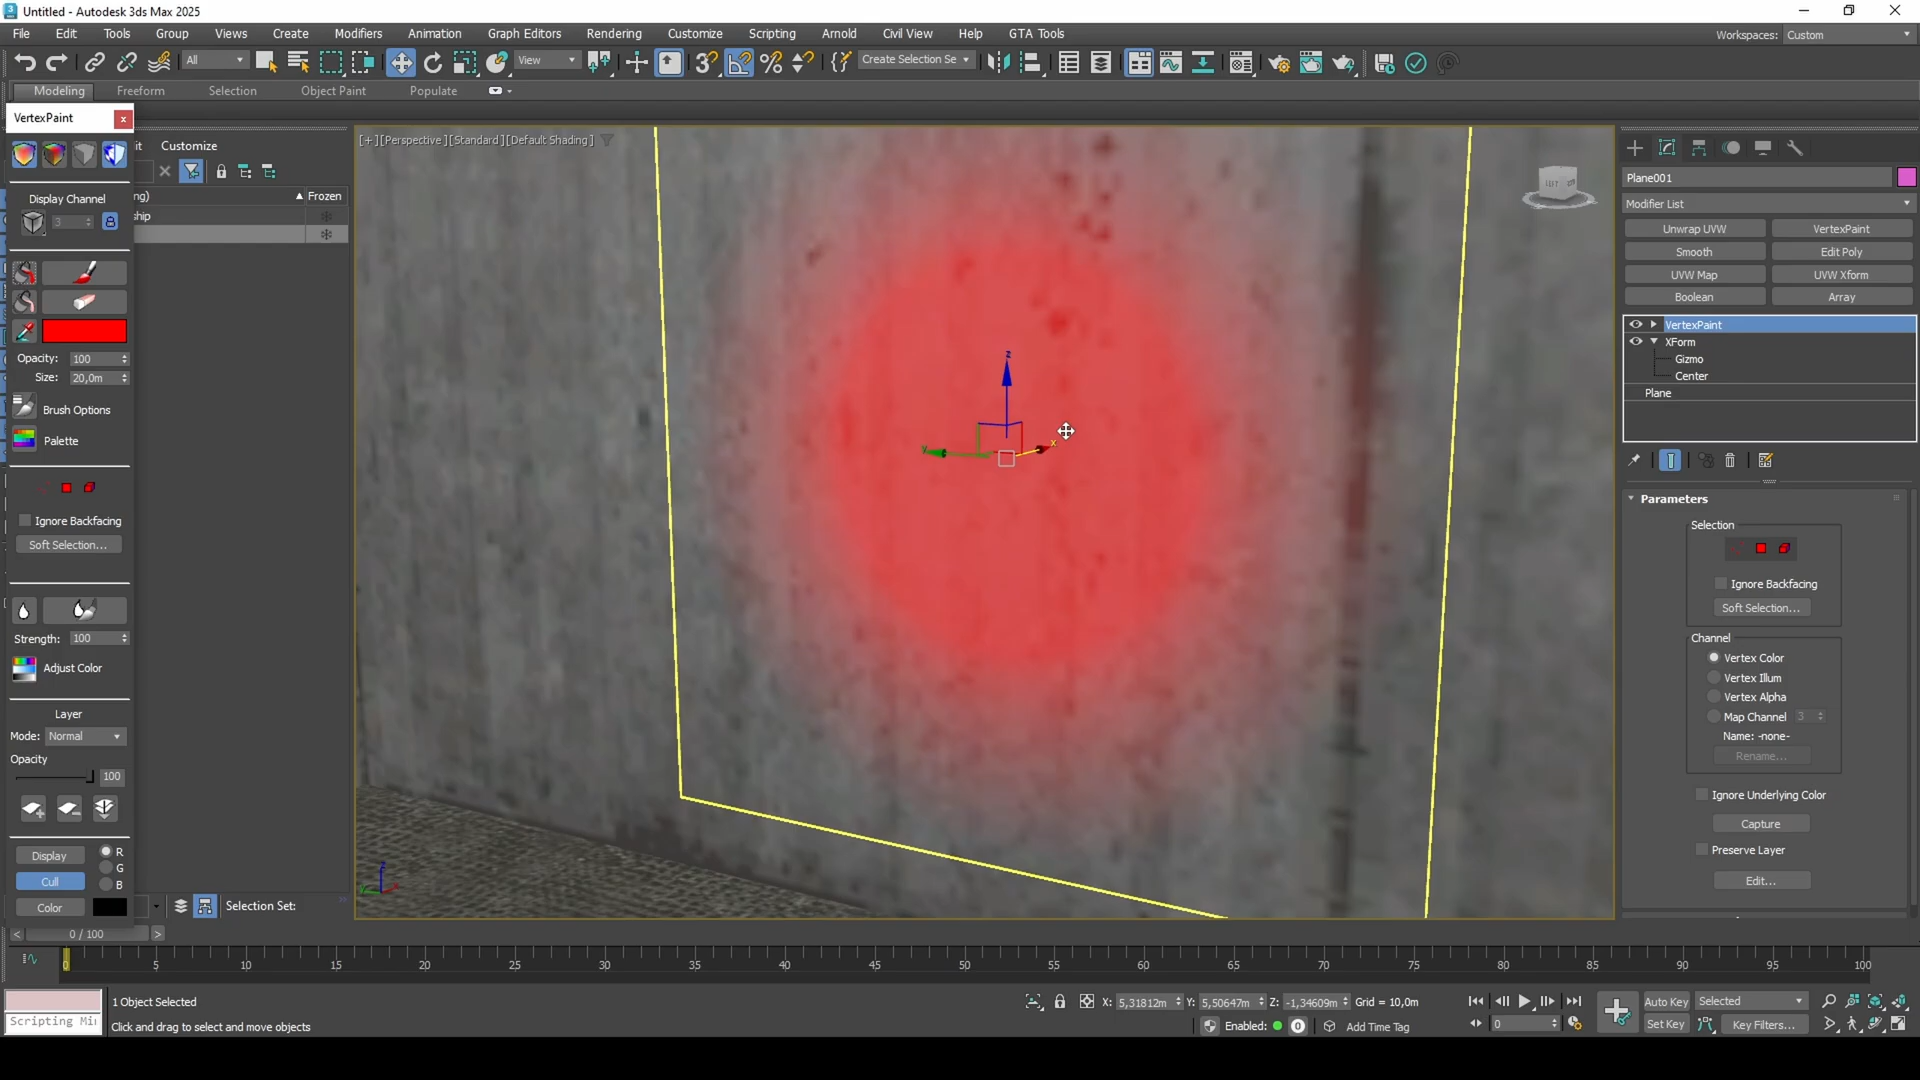 Untitled - Autodesk 3ds Max 2025
File Edit Tools Group Views Create Modifiers Animation Graph Editors Rendering Customize Scripting Arnold Civil View Help GTA Tools
Workspaces: Custom
All View Create Selection Se
Modeling Freeform Selection Object Paint Populate
VertexPaint
Display Channel
3
Opacity: 100
Size: 20,0m
Brush Options
Palette
Ignore Backfacing
Soft Selection...
Strength: 100
Adjust Color
Layer
Mode: Normal
Opacity
100
Display R
G
Cull B
Color
it Customize
ng) Frozen
ship
Selection Set:
[+][Perspective][Standard][Default Shading]
z
y
x
Plane001
Modifier List
Unwrap UVW VertexPaint
Smooth Edit Poly
UVW Map UVW Xform
Boolean Array
VertexPaint
XForm
Gizmo
Center
Plane
Parameters
Selection
Ignore Backfacing
Soft Selection...
Channel
Vertex Color
Vertex Illum
Vertex Alpha
Map Channel 3
Name: -none-
Rename...
Ignore Underlying Color
Capture
Preserve Layer
Edit...
< 0 / 100 >
0 5 10 15 20 25 30 35 40 45 50 55 60 65 70 75 80 85 90 95 100
1 Object Selected
Click and drag to select and move objects
Scripting Mi
X: 5,31812m Y: 5,50647m Z: -1,34609m Grid = 10,0m
Enabled: 0 Add Time Tag
0
Auto Key Selected
Set Key Key Filters...